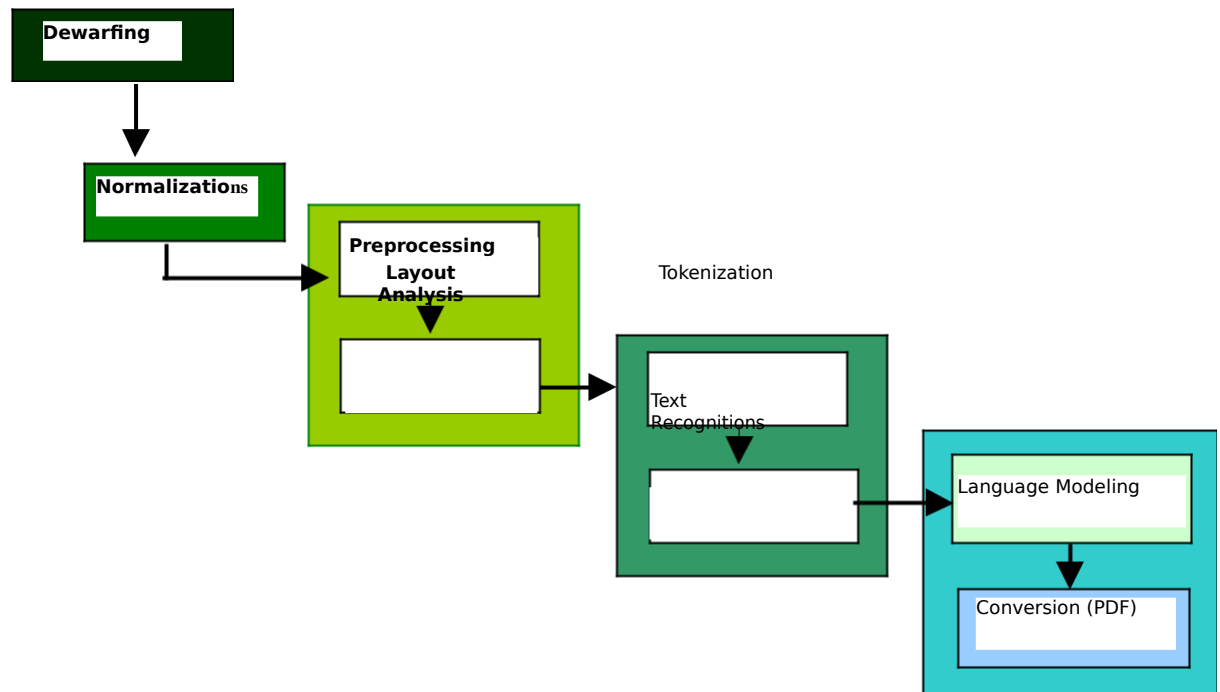 Dewarfing
Normalizations
Preprocessing
Layout
Analysis
Tokenization
Text
Recognitions
Language Modeling
Conversion (PDF)